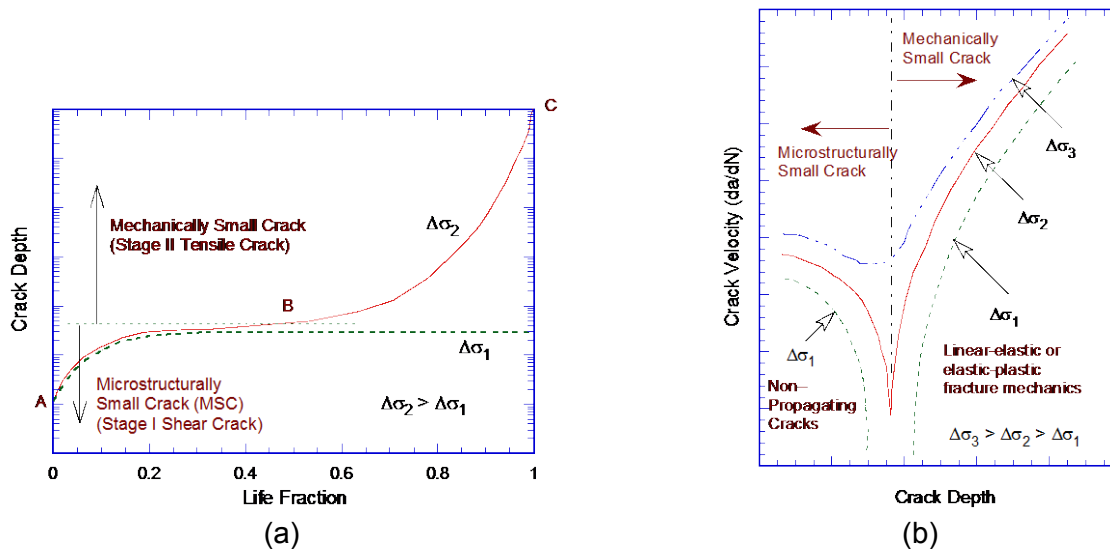 Crack Depth
Mechanically Small Crack
(Stage II Tensile Crack)
Δσ2
C
B
Δσ1
A
Microstructurally
Small Crack (MSC)
(Stage I Shear Crack)
Δσ2 > Δσ1
0
0.2
0.4
0.6
0.8
1
Life Fraction
(a)
Crack Velocity (da/dN)
Mechanically
Small Crack
Microstructurally
Small Crack
Δσ3
Δσ2
Δσ1
Δσ1
Non–
Propagating
Cracks
Linear-elastic or
elastic-plastic
fracture mechanics
Δσ3 > Δσ2 > Δσ1
Crack Depth
(b)